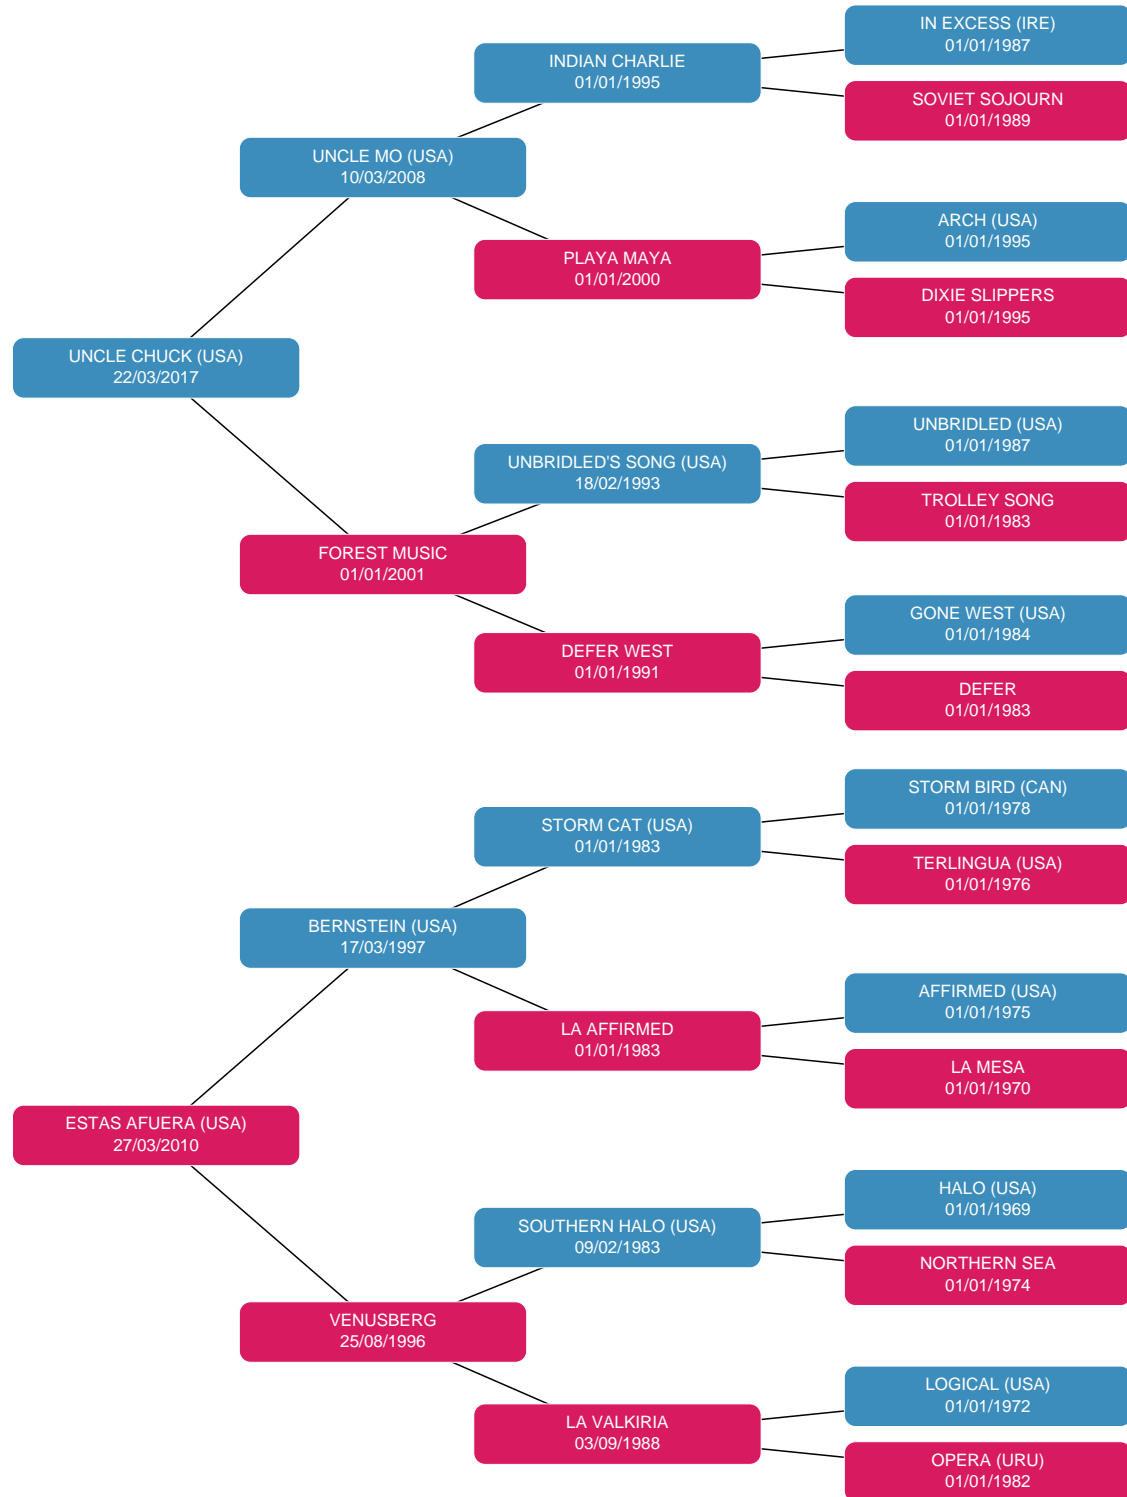 IN EXCESS (IRE)
01/01/1987
INDIAN CHARLIE
01/01/1995
SOVIET SOJOURN
01/01/1989
UNCLE MO (USA)
10/03/2008
ARCH (USA)
01/01/1995
PLAYA MAYA
01/01/2000
DIXIE SLIPPERS
01/01/1995
UNCLE CHUCK (USA)
22/03/2017
UNBRIDLED (USA)
01/01/1987
UNBRIDLED'S SONG (USA)
18/02/1993
TROLLEY SONG
01/01/1983
FOREST MUSIC
01/01/2001
GONE WEST (USA)
01/01/1984
DEFER WEST
01/01/1991
DEFER
01/01/1983
STORM BIRD (CAN)
01/01/1978
STORM CAT (USA)
01/01/1983
TERLINGUA (USA)
01/01/1976
BERNSTEIN (USA)
17/03/1997
AFFIRMED (USA)
01/01/1975
LA AFFIRMED
01/01/1983
LA MESA
01/01/1970
ESTAS AFUERA (USA)
27/03/2010
HALO (USA)
01/01/1969
SOUTHERN HALO (USA)
09/02/1983
NORTHERN SEA
01/01/1974
VENUSBERG
25/08/1996
LOGICAL (USA)
01/01/1972
LA VALKIRIA
03/09/1988
OPERA (URU)
01/01/1982